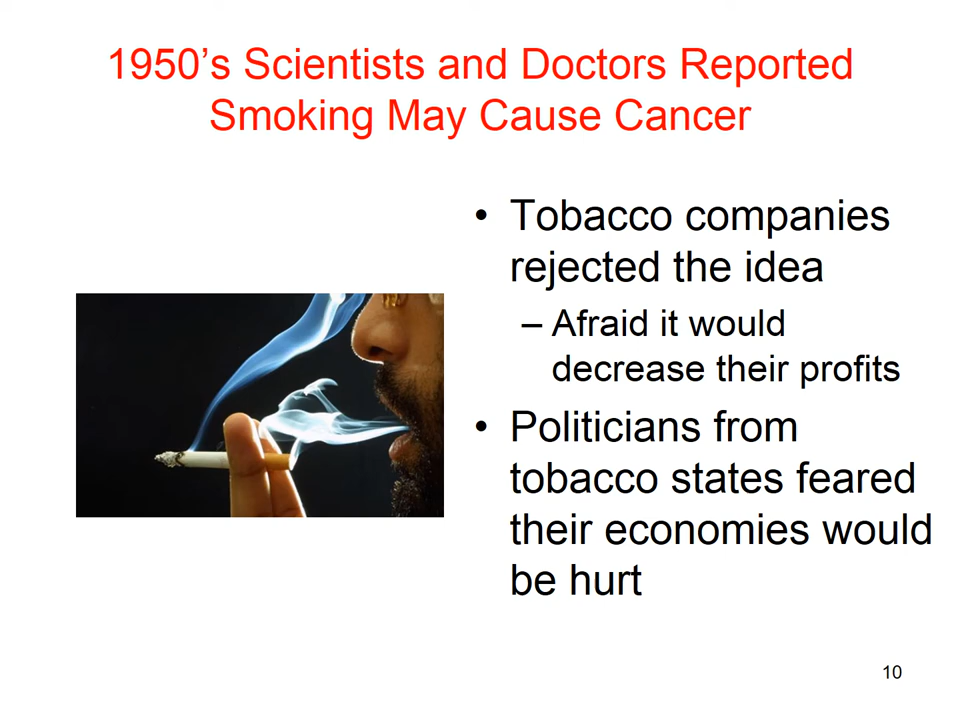 1950’s Scientists and Doctors Reported
Smoking May Cause Cancer
• Tobacco companies
rejected the idea
– Afraid it would
decrease their profits
• Politicians from
tobacco states feared
their economies would
be hurt
10